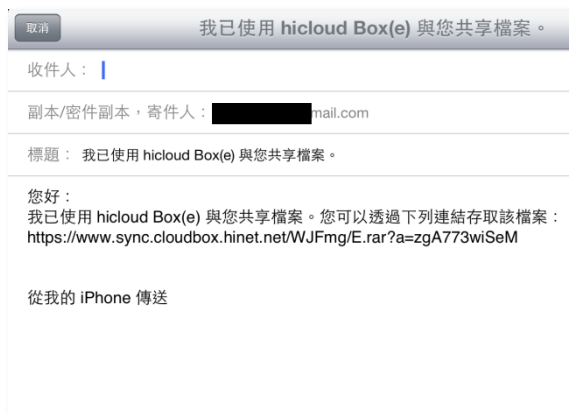 取消
我已使用 hicloud Box(e) 與您共享檔案。
收件人：
副本/密件副本，寄件人： mail.com
標題： 我已使用 hicloud Box(e) 與您共享檔案。
您好：
我已使用 hicloud Box(e) 與您共享檔案。您可以透過下列連結存取該檔案：
https://www.sync.cloudbox.hinet.net/WJFmg/E.rar?a=zgA773wiSeM
從我的 iPhone 傳送